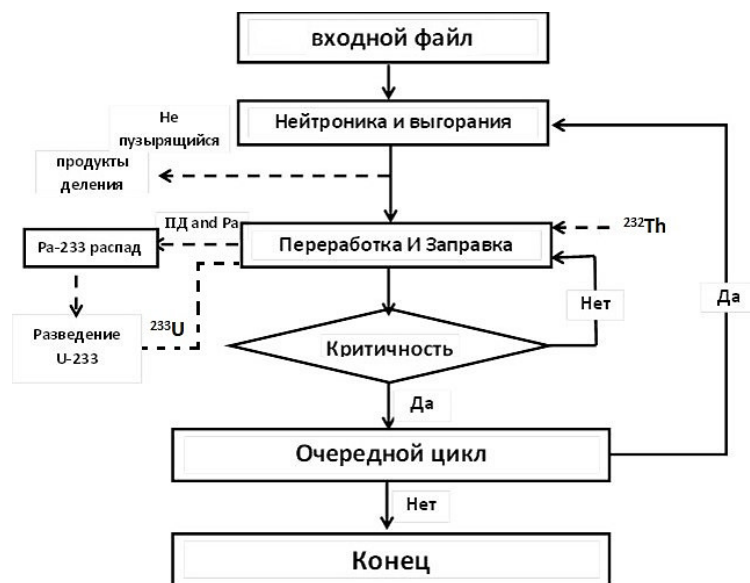 входной файл
Нейтроника и выгорания
Не
пузырящийся
продукты
деления
ПД and Pa
Переработка И Заправка
²³²Th
Pa-233 распад
Нет
Да
²³³U
Разведение
U-233
Критичность
Да
Очередной цикл
Нет
Конец